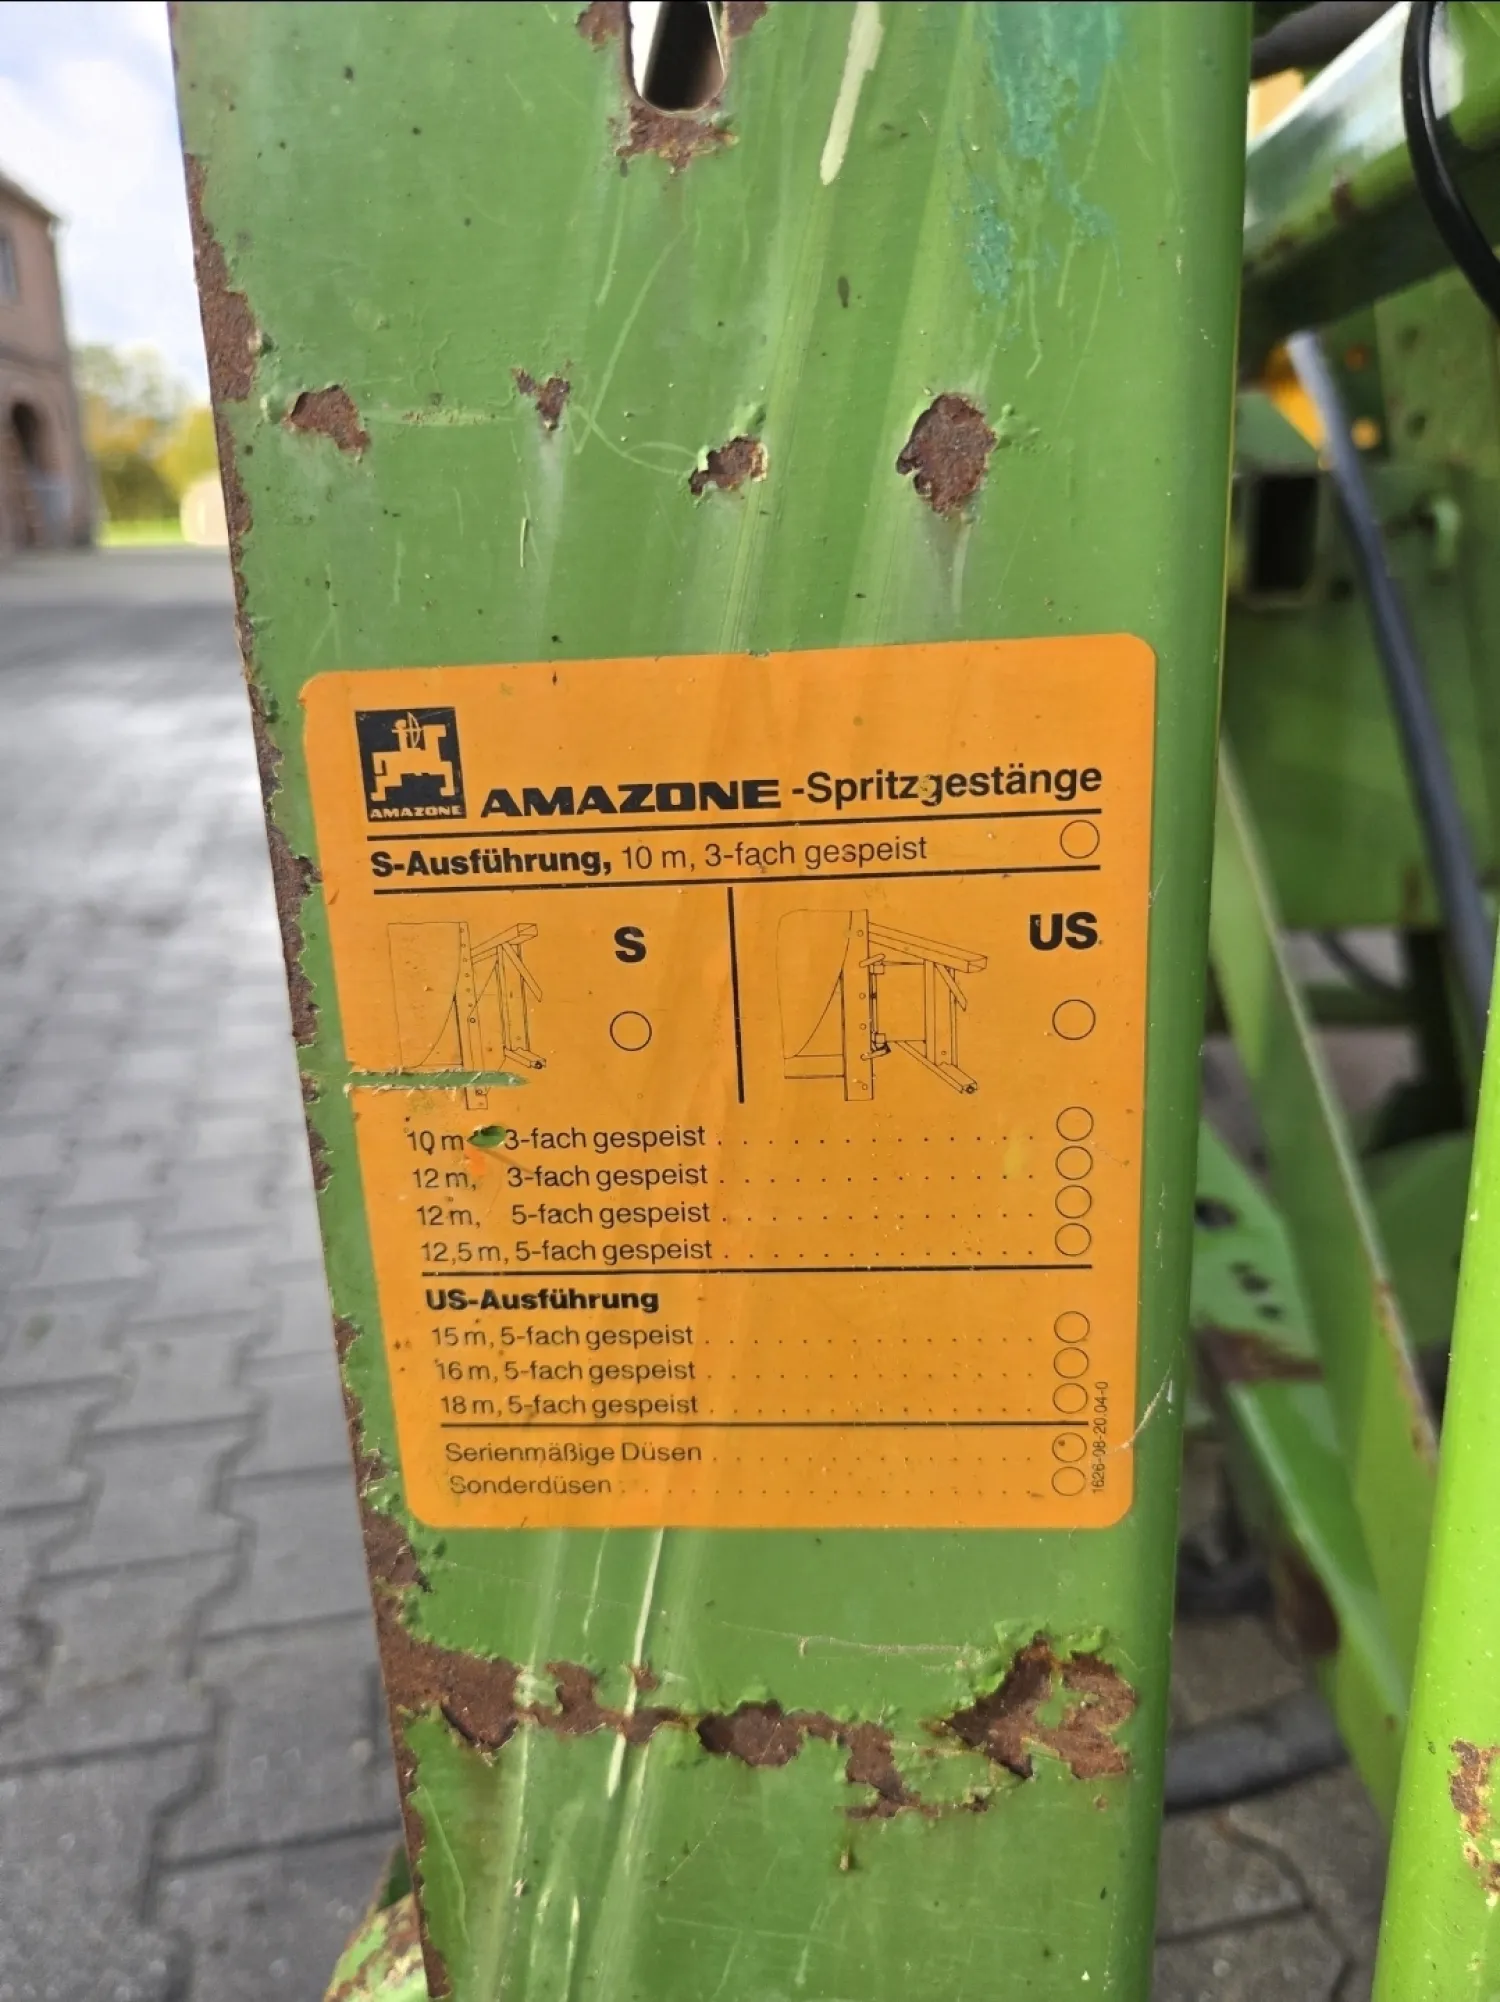 AMAZONE
AMAZONE -Spritzgestänge
S-Ausführung, 10 m, 3-fach gespeist
S
US
10 m 3-fach gespeist
12 m, 3-fach gespeist
12 m, 5-fach gespeist
12,5 m, 5-fach gespeist
US-Ausführung
15 m, 5-fach gespeist
16 m, 5-fach gespeist
18 m, 5-fach gespeist
Serienmäßige Düsen
Sonderdüsen
1626-08-20.04-0